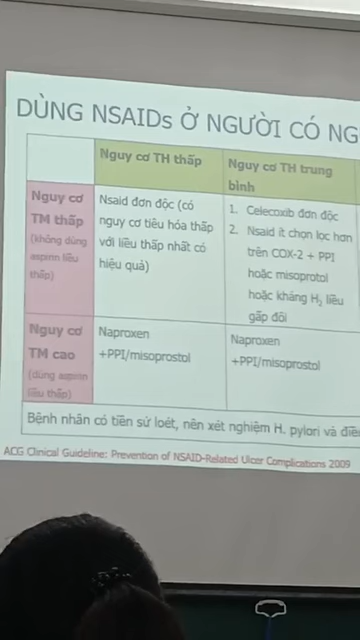 DÙNG NSAIDs Ở NGƯỜI CÓ NG
Nguy cơ TH thấp
Nguy cơ TH trung
bình
Nguy cơ
TM thấp
(không dùng
aspirin liều
thấp)
Nsaid đơn độc (có
nguy cơ tiêu hóa thấp
với liều thấp nhất có
hiệu quả)
1. Celecoxib đơn độc
2. Nsaid ít chọn lọc hơn
trên COX-2 + PPI
hoặc misoprotol
hoặc kháng H₂ liều
gấp đôi
Nguy cơ
TM cao
(dùng aspirin
liều thấp)
Naproxen
+PPI/misoprostol
Naproxen
+PPI/misoprostol
Bệnh nhân có tiền sử loét, nên xét nghiệm H. pylori và điề
ACG Clinical Guideline: Prevention of NSAID-Related Ulcer Complications 2009